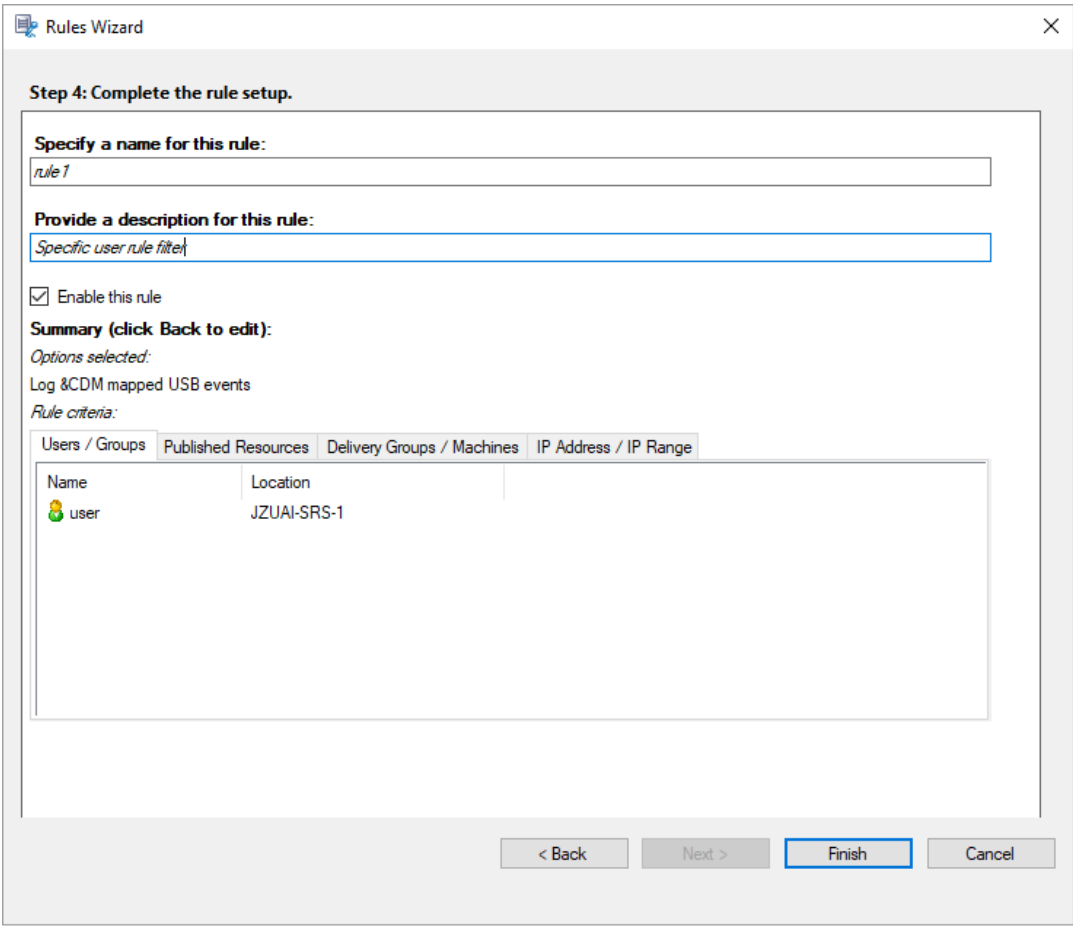 Rules Wizard
Step 4: Complete the rule setup.
Specify a name for this rule:
rule1
Provide a description for this rule:
Specific user rule filter
Enable this rule
Summary (click Back to edit):
Options selected:
Log &CDM mapped USB events
Rule criteria:
Users / Groups Published Resources Delivery Groups / Machines IP Address / IP Range
Name Location
user JZUAI-SRS-1
< Back Next > Finish Cancel